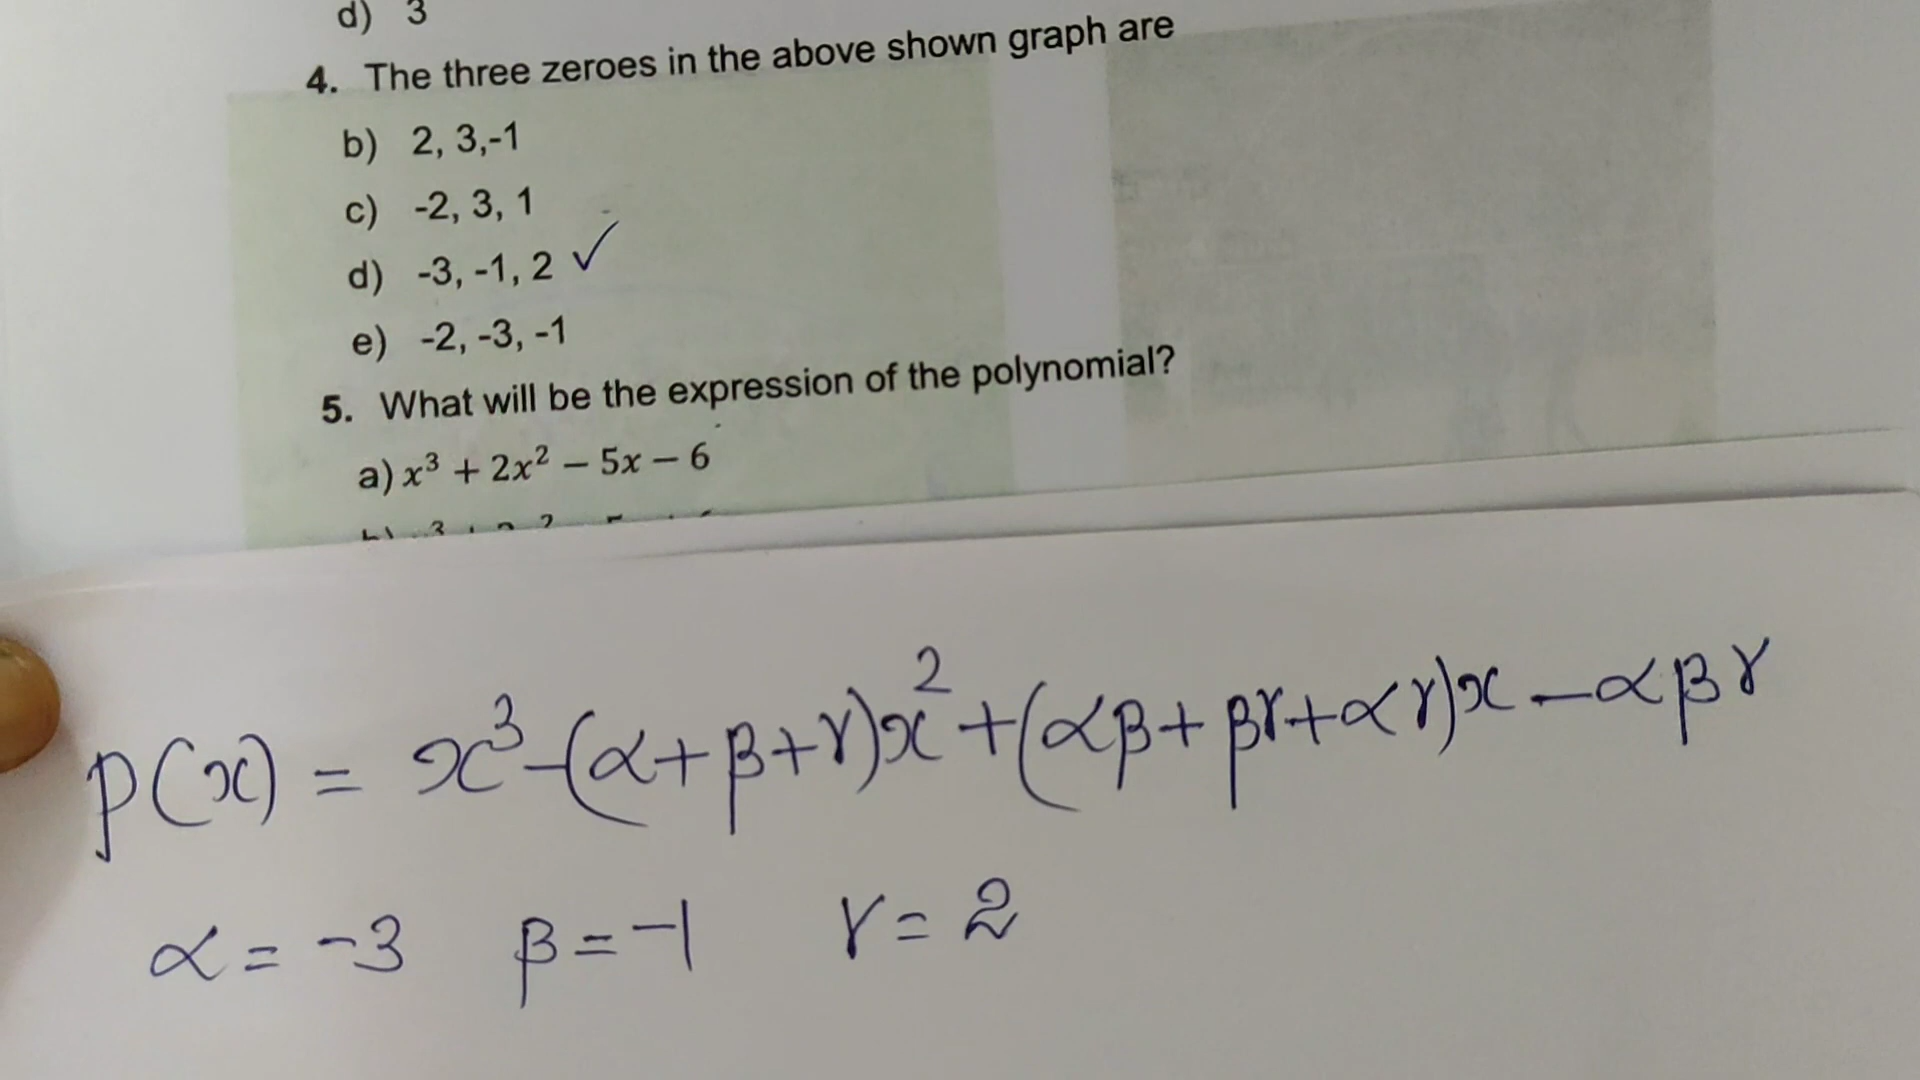 d) 3
4. The three zeroes in the above shown graph are
b) 2, 3,-1
c) -2, 3, 1
d) -3, -1, 2 ✓
e) -2, -3, -1
5. What will be the expression of the polynomial?
a) x³ + 2x² – 5x – 6
p(x) = x³-(α+β+γ)x²+(αβ+βγ+αγ)x-αβγ
α = -3 β = -1 γ = 2